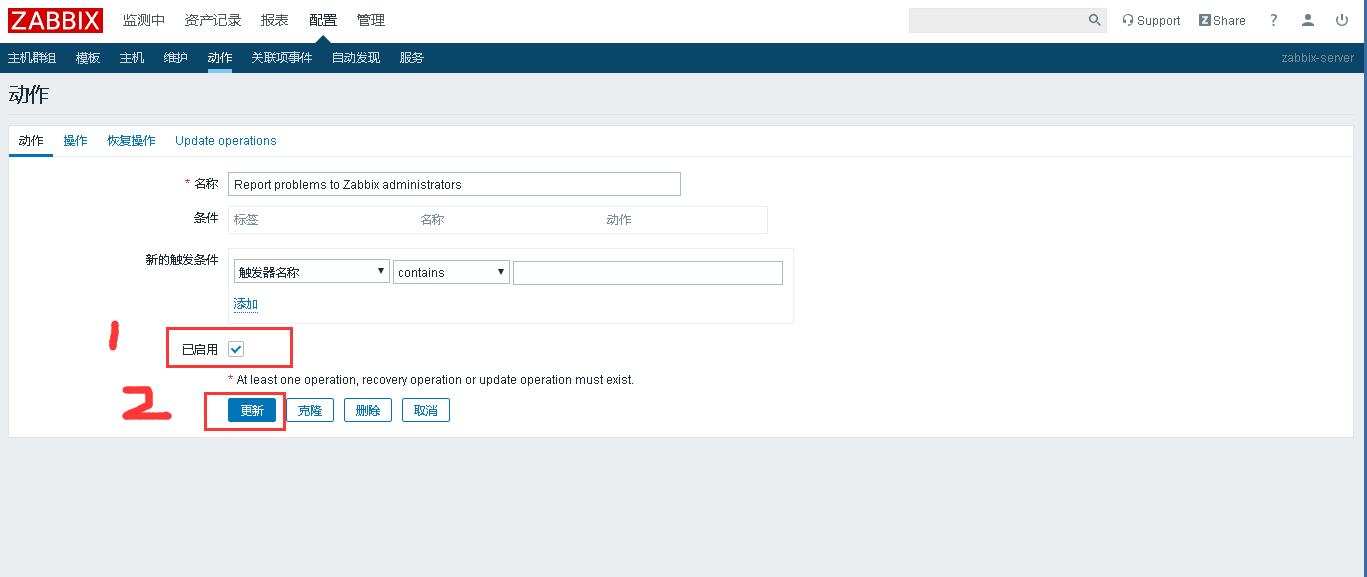 ZABBIX 监测中 资产记录 报表 配置 管理 Support Z Share ?
主机群组 模板 主机 维护 动作 关联项事件 自动发现 服务 zabbix-server
动作
动作 操作 恢复操作 Update operations
* 名称 Report problems to Zabbix administrators
条件 标签 名称 动作
新的触发条件
触发器名称 contains
添加
1
已启用
* At least one operation, recovery operation or update operation must exist.
2
更新 克隆 删除 取消